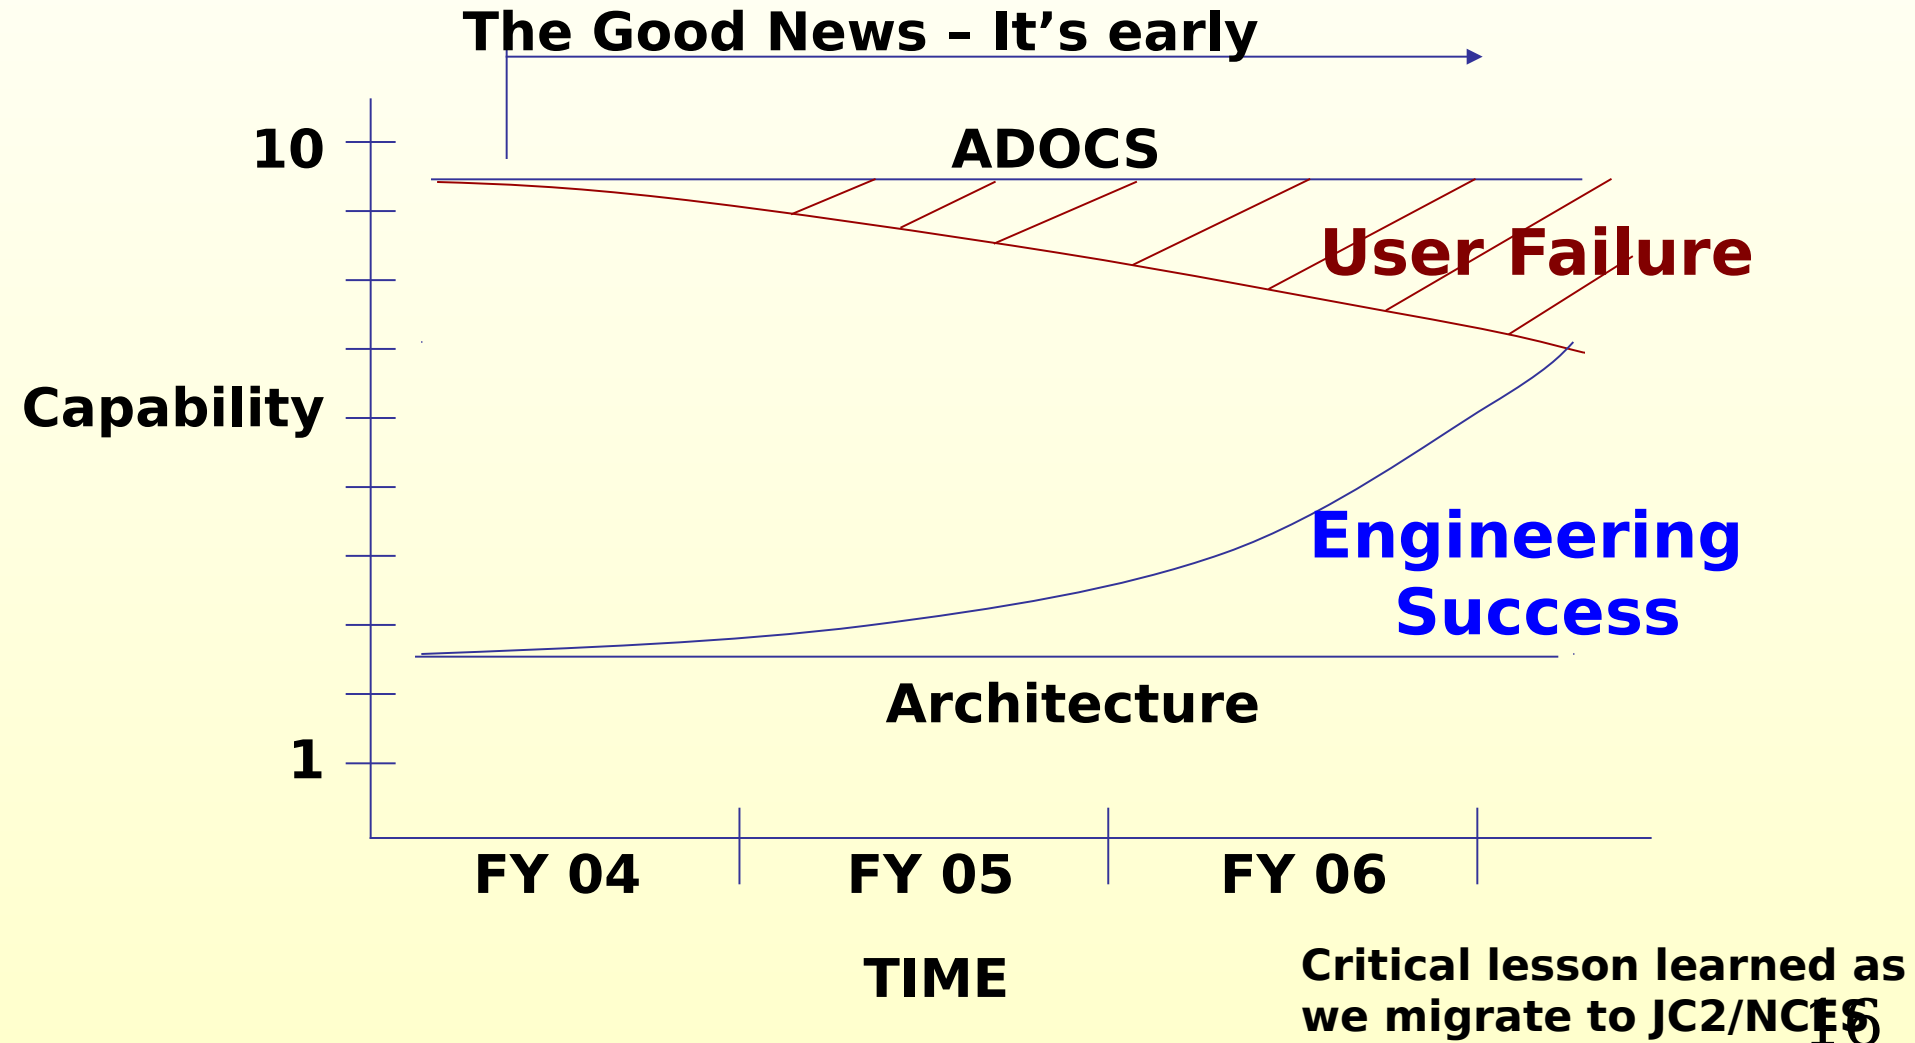 The Good News – It’s early
10
ADOCS
User Failure
Capability
Engineering
Success
Architecture
1
FY 04
FY 05
FY 06
TIME
Critical lesson learned as
we migrate to JC2/NCES
16